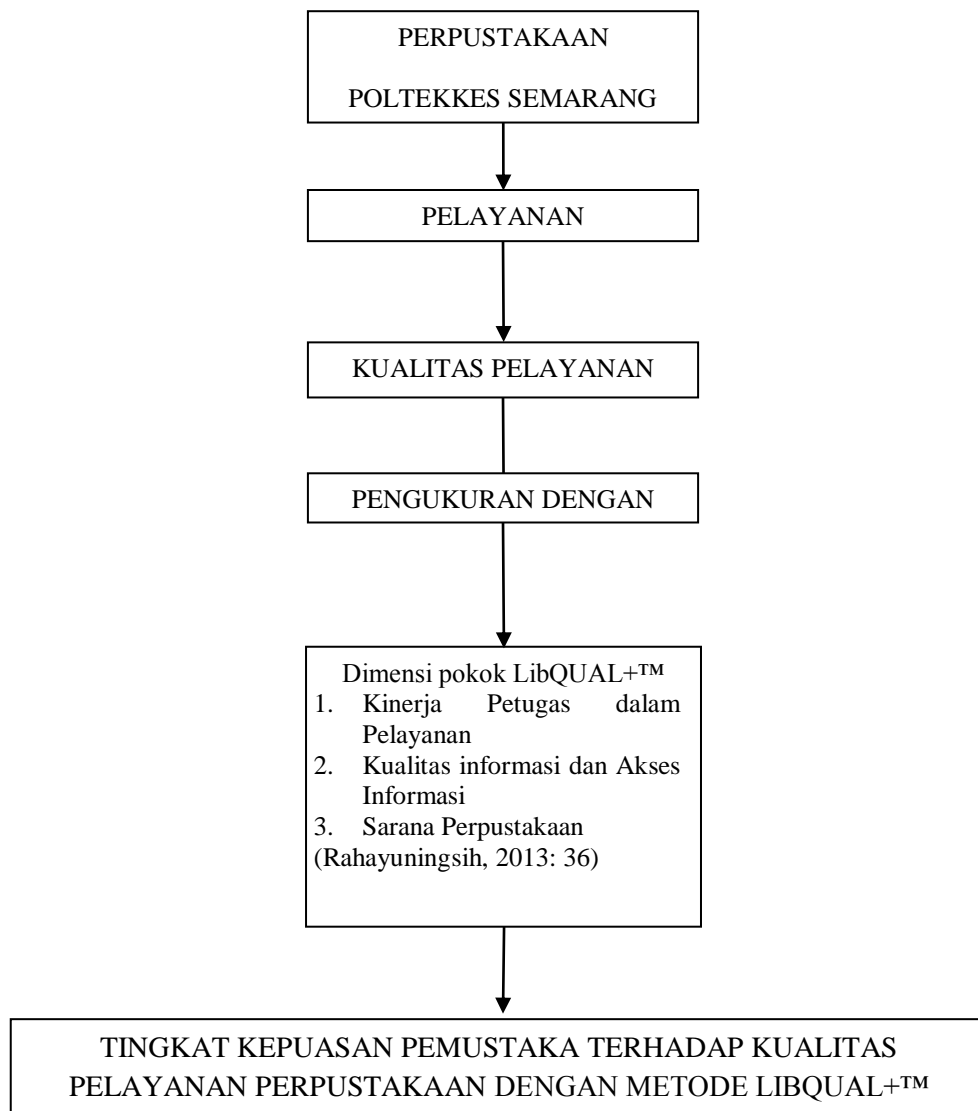 PERPUSTAKAAN
POLTEKKES SEMARANG
PELAYANAN
KUALITAS PELAYANAN
PENGUKURAN DENGAN
Dimensi pokok LibQUAL+™
1. Kinerja Petugas dalam
Pelayanan
2. Kualitas informasi dan Akses
Informasi
3. Sarana Perpustakaan
(Rahayuningsih, 2013: 36)
TINGKAT KEPUASAN PEMUSTAKA TERHADAP KUALITAS
PELAYANAN PERPUSTAKAAN DENGAN METODE LIBQUAL+™